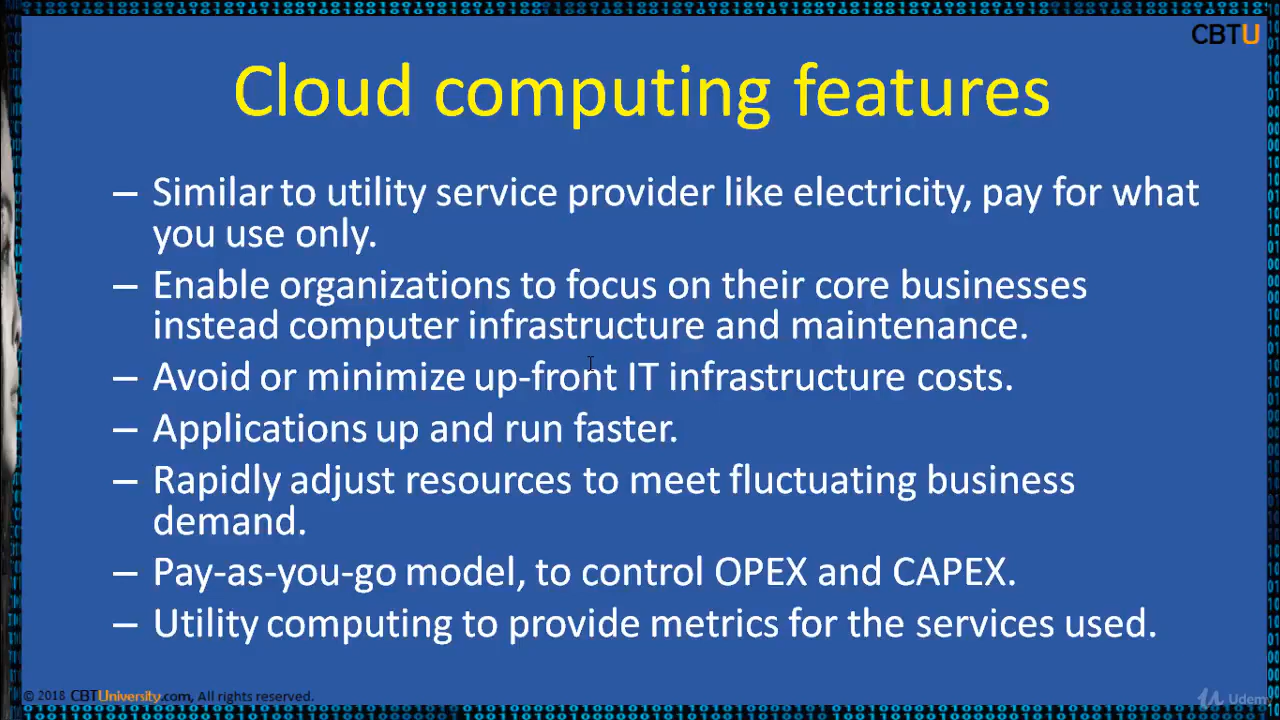 CBTU
Cloud computing features
– Similar to utility service provider like electricity, pay for what
you use only.
– Enable organizations to focus on their core businesses
instead computer infrastructure and maintenance.
– Avoid or minimize up-front IT infrastructure costs.
– Applications up and run faster.
– Rapidly adjust resources to meet fluctuating business
demand.
– Pay-as-you-go model, to control OPEX and CAPEX.
– Utility computing to provide metrics for the services used.
© 2018 CBTUniversity.com, All rights reserved.
Udemy